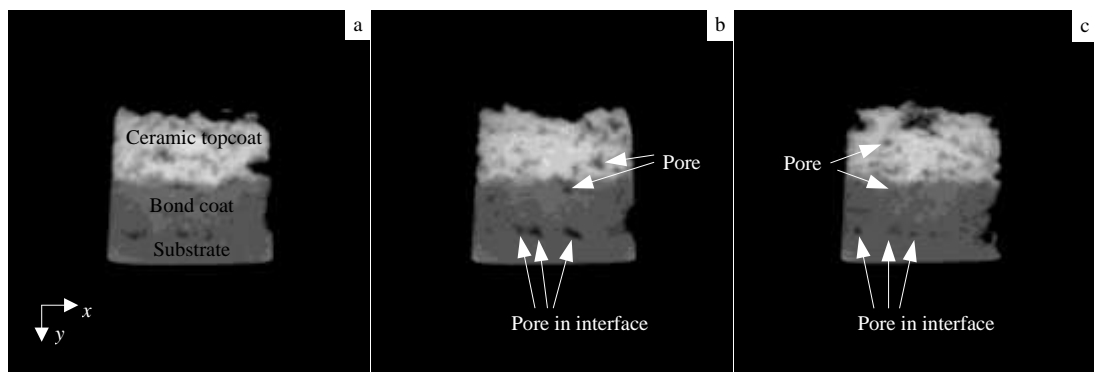 a
Ceramic topcoat
Bond coat
Substrate
x
y
b
Pore
Pore in interface
c
Pore
Pore in interface